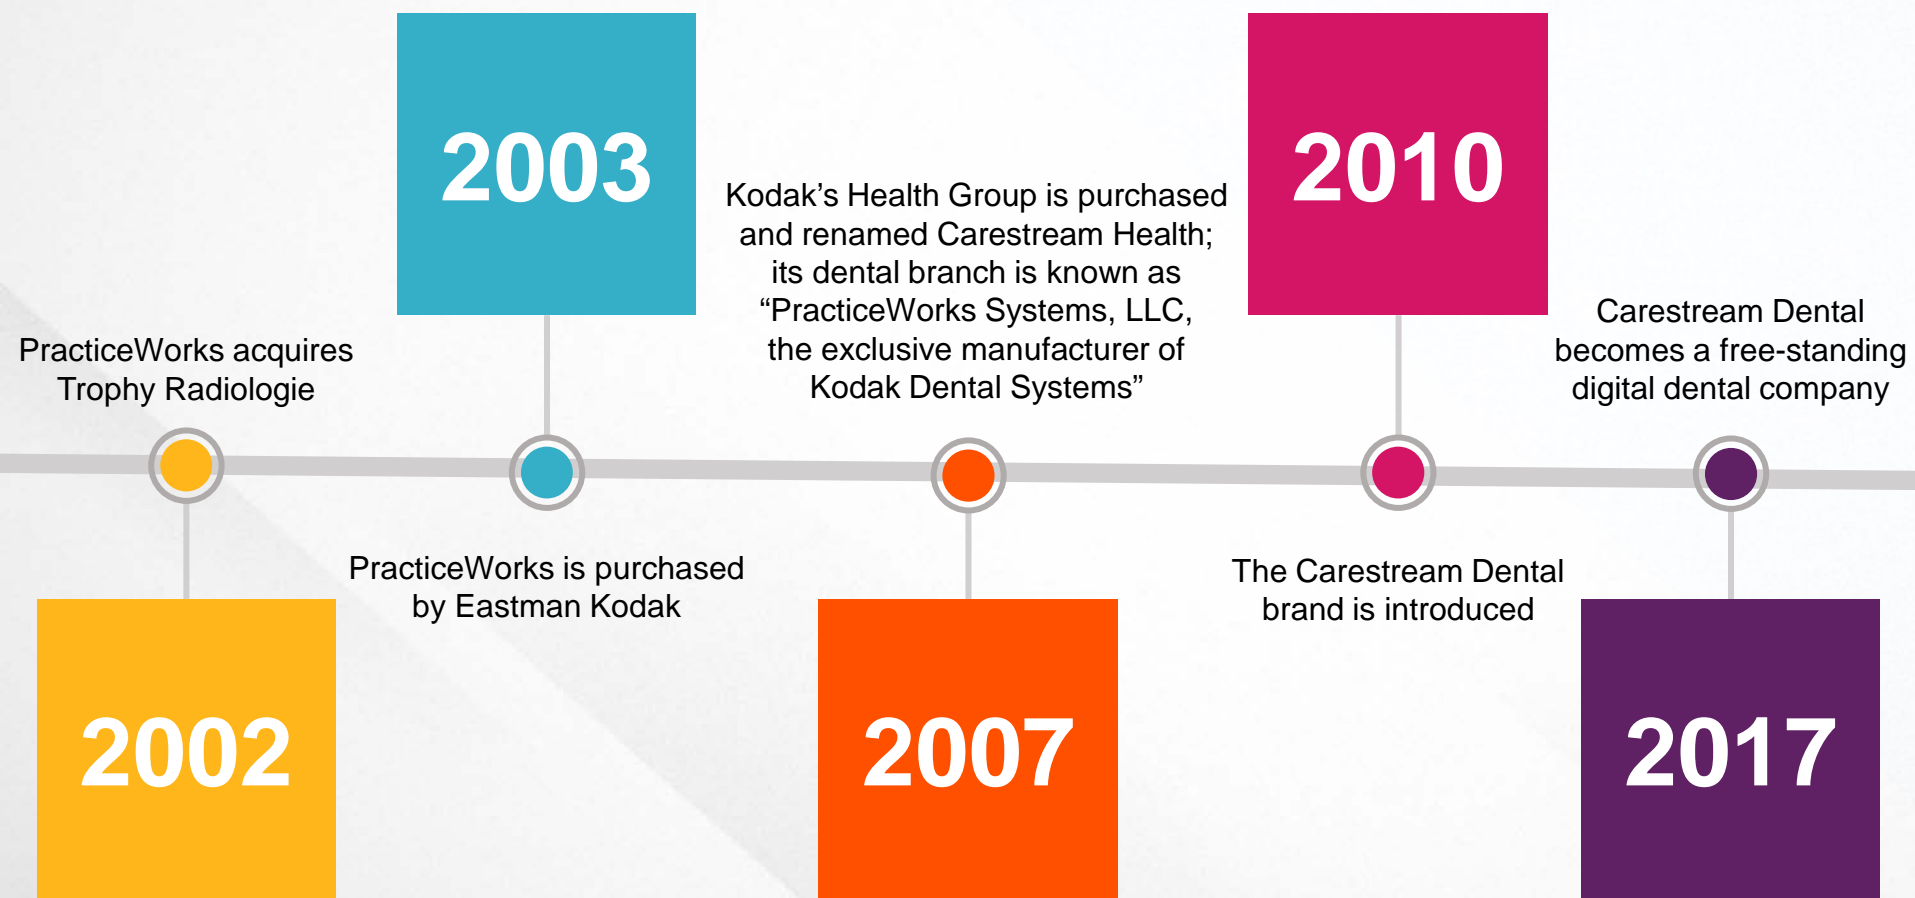 PracticeWorks acquires
Trophy Radiologie
2002
2003
PracticeWorks is purchased
by Eastman Kodak
Kodak’s Health Group is purchased
and renamed Carestream Health;
its dental branch is known as
“PracticeWorks Systems, LLC,
the exclusive manufacturer of
Kodak Dental Systems”
2007
2010
The Carestream Dental
brand is introduced
Carestream Dental
becomes a free-standing
digital dental company
2017